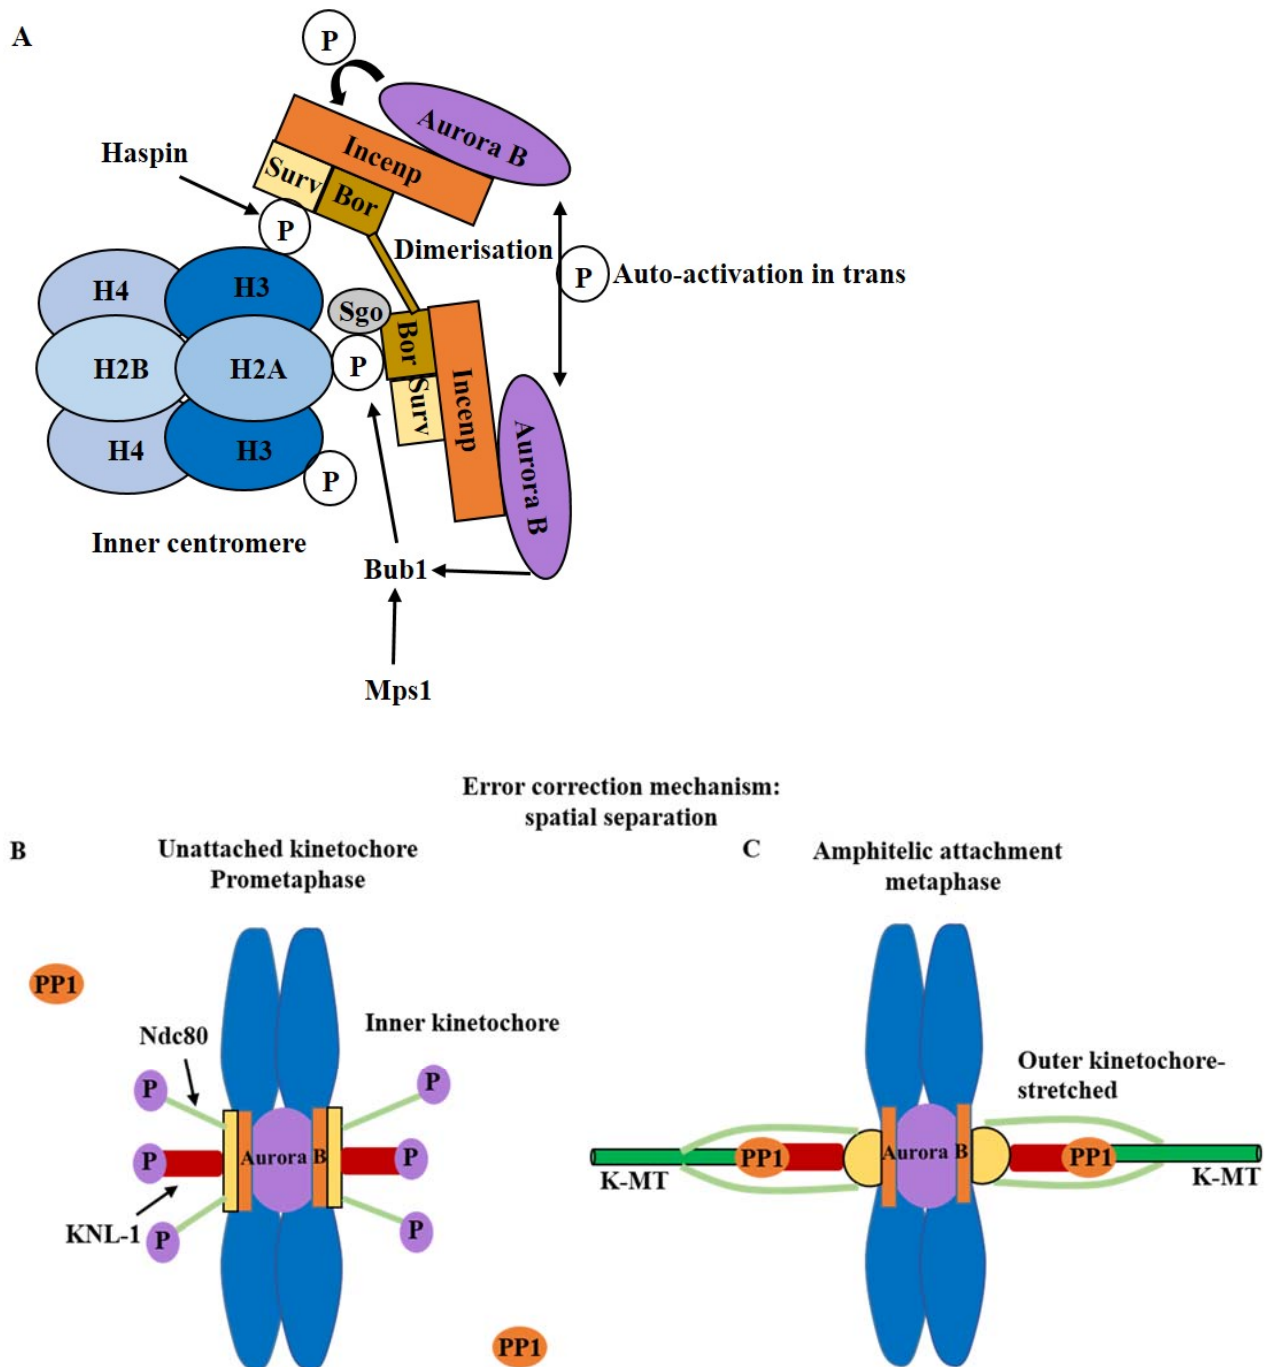 A
P
Aurora B
Incenp
Haspin
Surv
Bor
P
Dimerisation
P
Auto-activation in trans
H4
H3
Sgo
H2B
H2A
P
Bor
Surv
Incenp
Aurora B
H4
H3
P
Inner centromere
Bub1
Mps1
Error correction mechanism:
spatial separation
B
Unattached kinetochore
Prometaphase
PP1
Ndc80
Inner kinetochore
P
P
P
Aurora B
P
KNL-1
P
P
PP1
C
Amphitelic attachment
metaphase
Outer kinetochore-
stretched
PP1
Aurora B
PP1
K-MT
K-MT